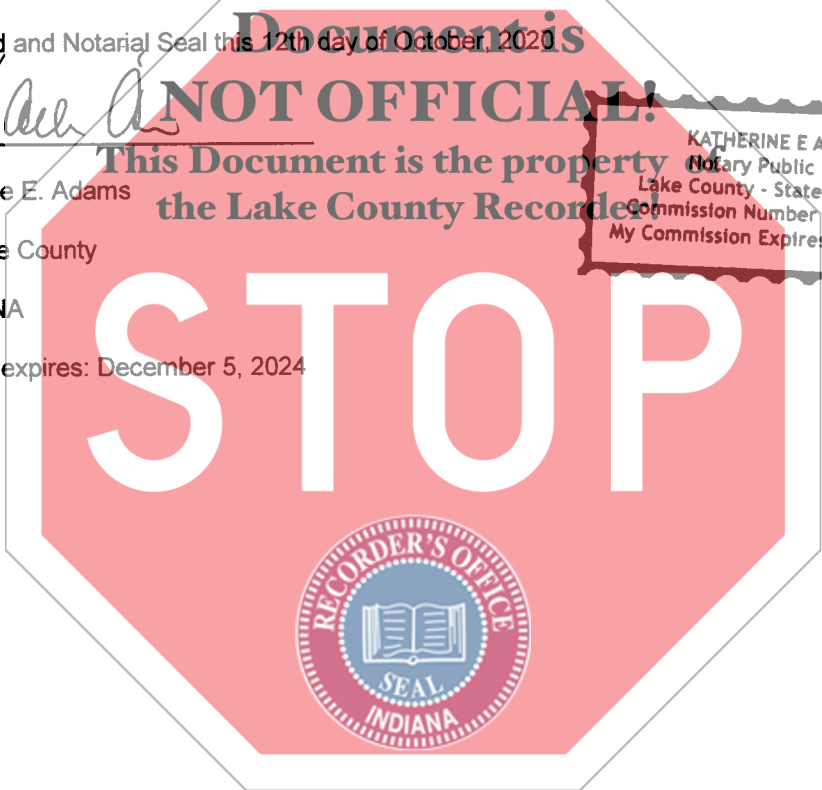 Document is
and Notarial Seal this 12th day of October, 2020
NOT OFFICIAL!
This Document is the property of
the Lake County Recorder!
KATHERINE E A
Notary Public
Lake County - State
Commission Number
My Commission Expires
e E. Adams
e County
NA
expires: December 5, 2024
STOP
RECORDER'S OFFICE
SEAL
INDIANA